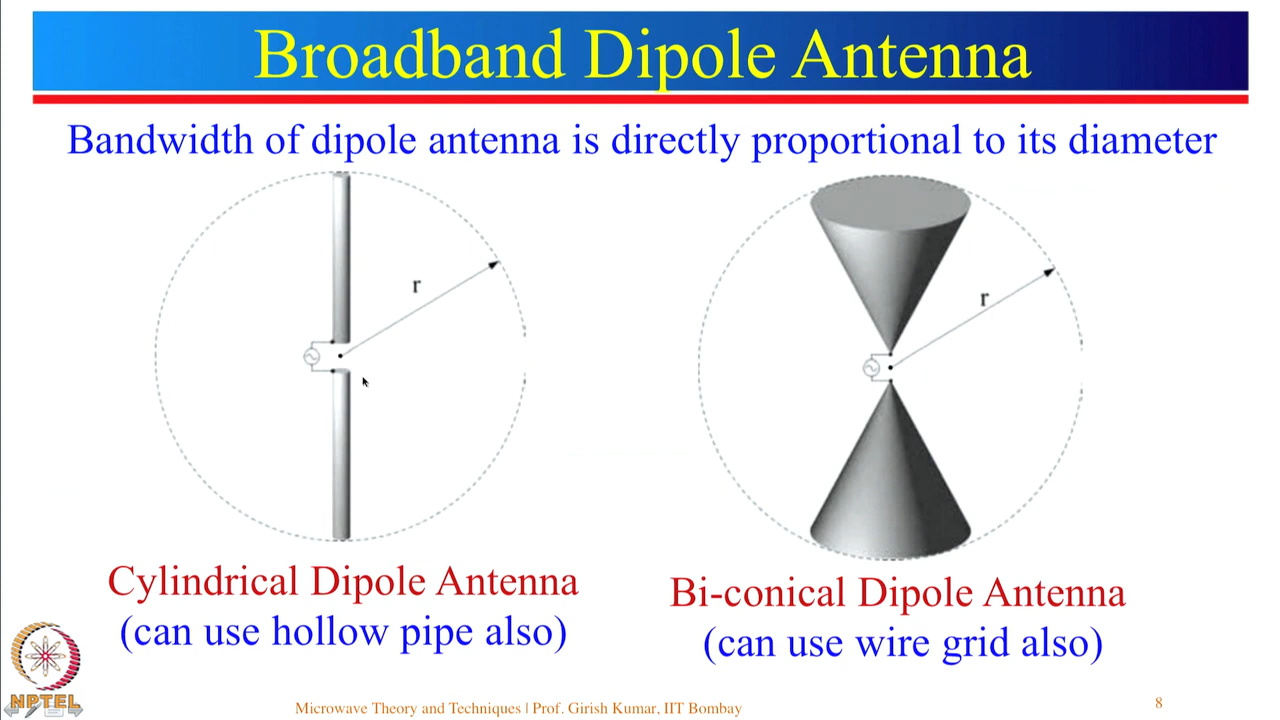 Broadband Dipole Antenna
Bandwidth of dipole antenna is directly proportional to its diameter
r
r
Cylindrical Dipole Antenna
(can use hollow pipe also)
Bi-conical Dipole Antenna
(can use wire grid also)
NPTEL
Microwave Theory and Techniques | Prof. Girish Kumar, IIT Bombay
8